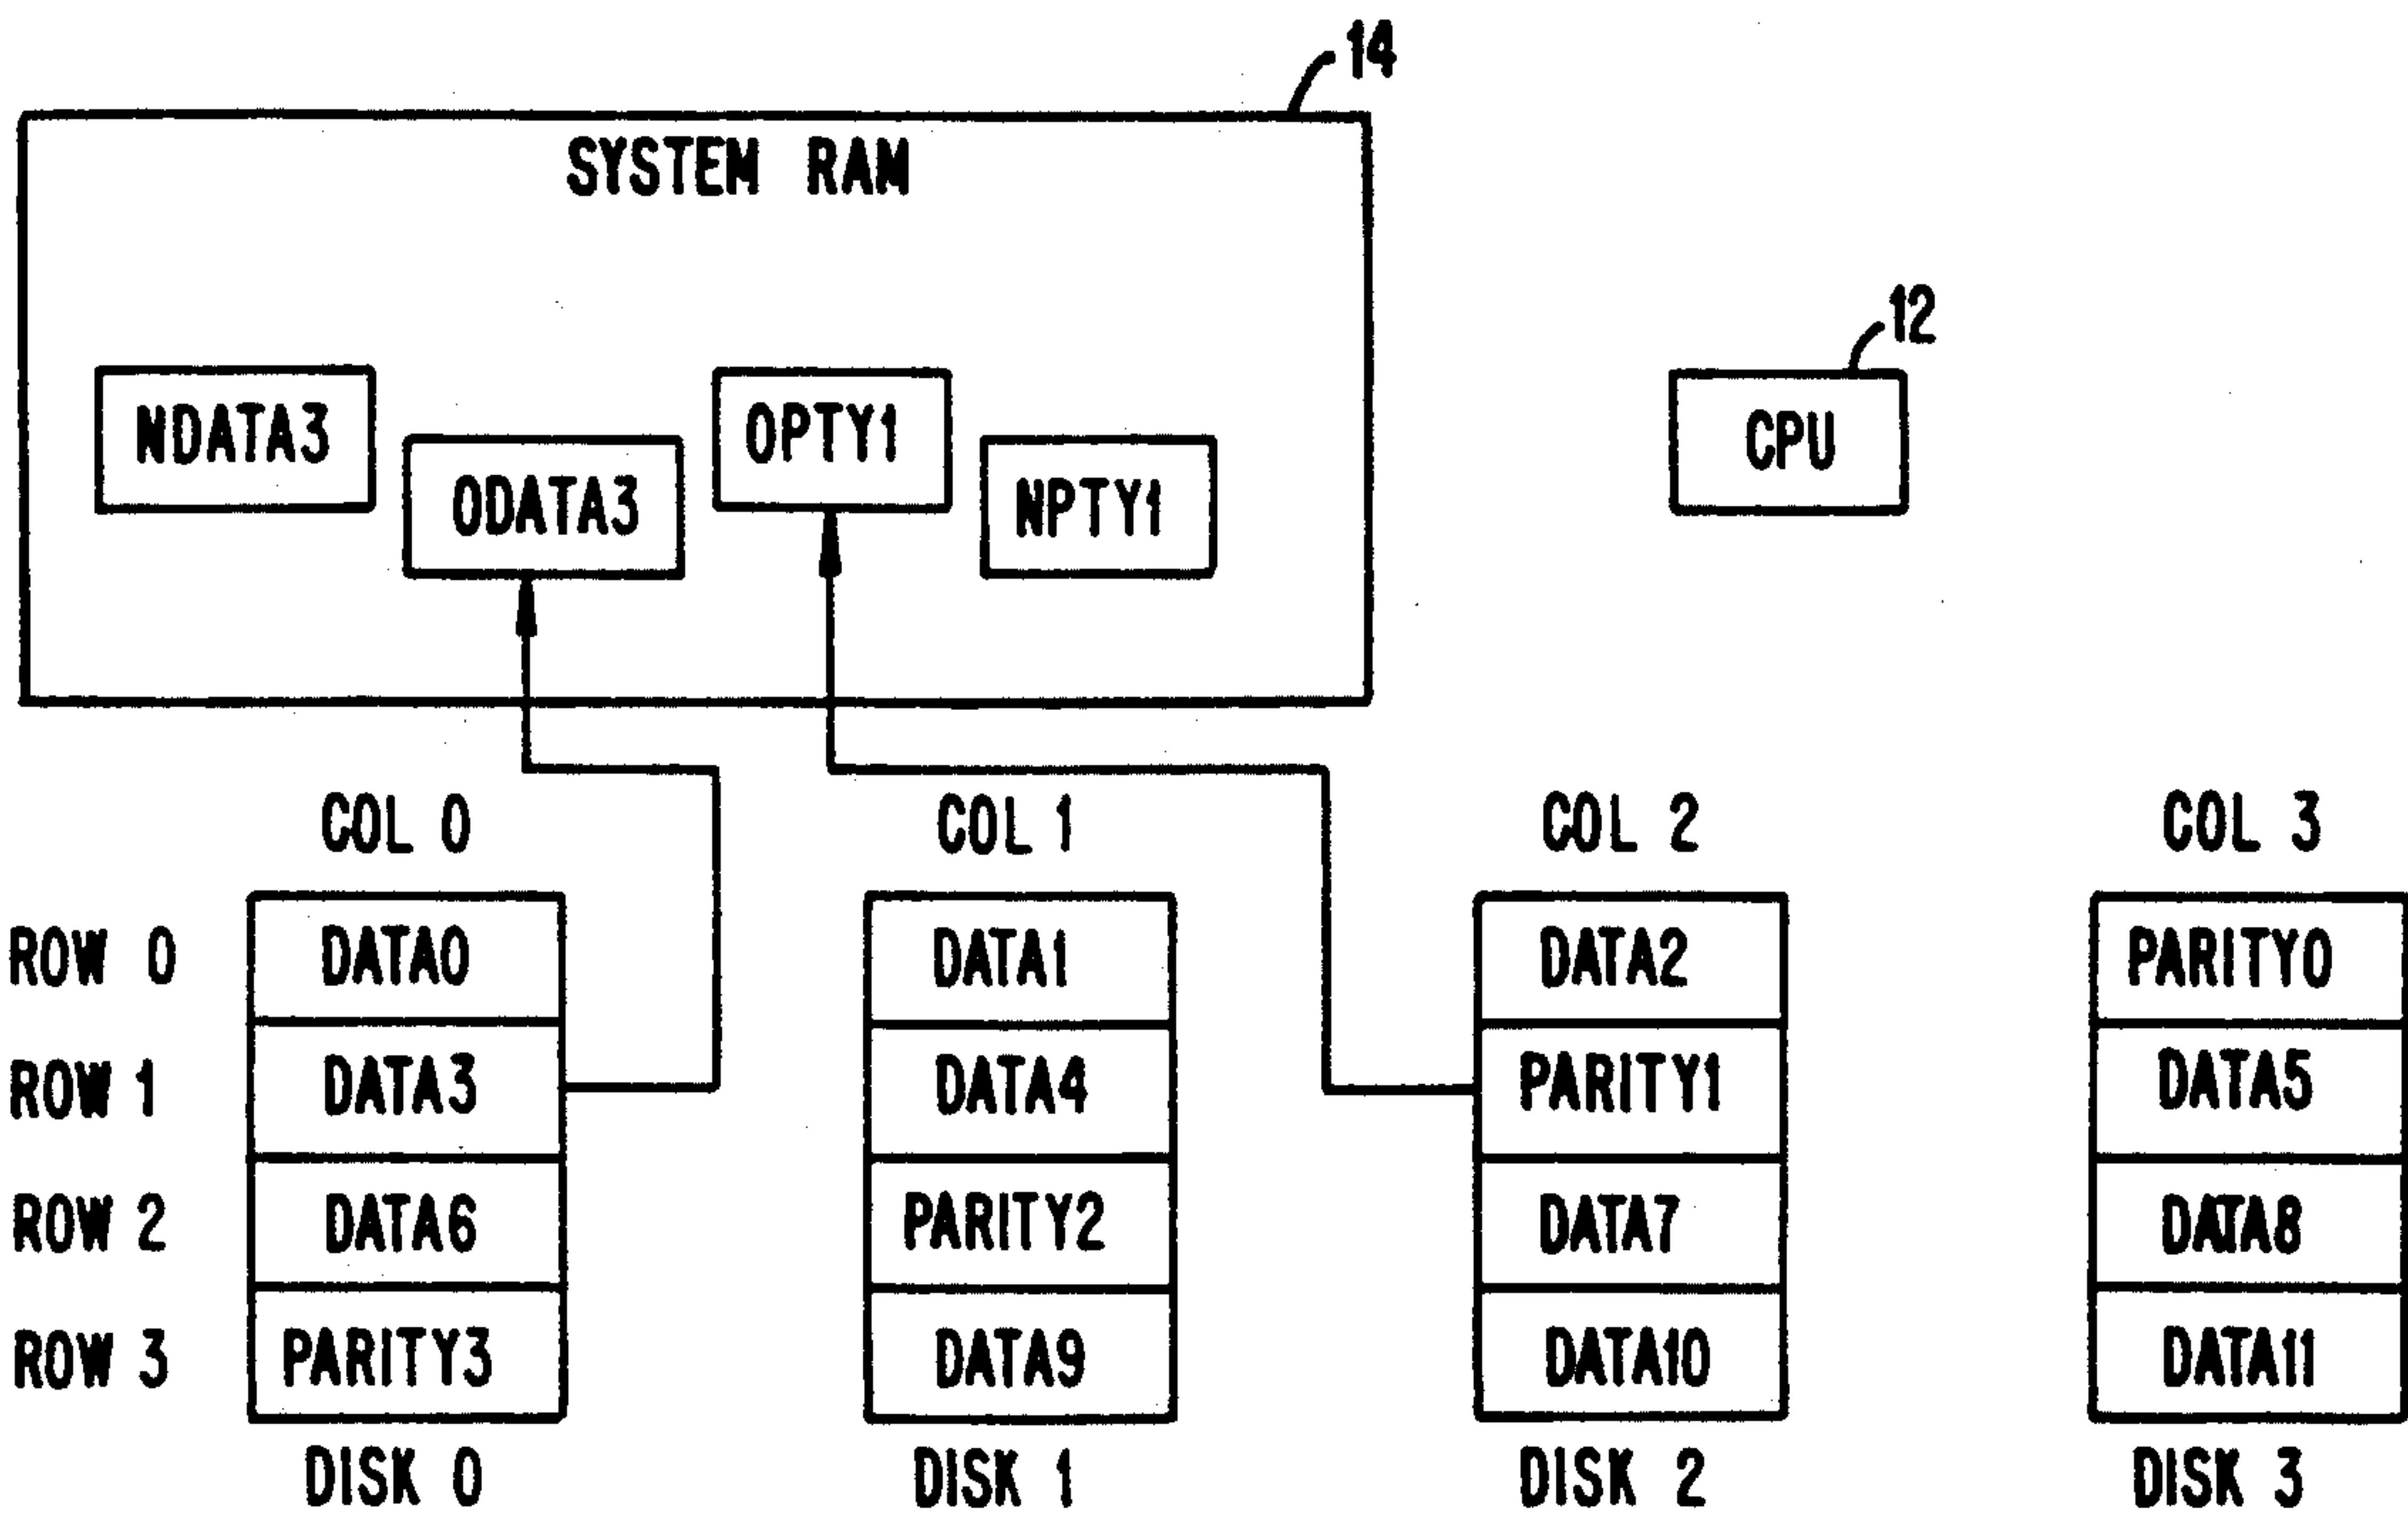 14
SYSTEM RAM
12
NDATA3
ODATA3
OPTY1
NPTY1
CPU
COL 0 COL 1 COL 2 COL 3
ROW 0 DATA0 DATA1 DATA2 PARITY0
ROW 1 DATA3 DATA4 PARITY1 DATA5
ROW 2 DATA6 PARITY2 DATA7 DATA8
ROW 3 PARITY3 DATA9 DATA10 DATA11
DISK 0 DISK 1 DISK 2 DISK 3